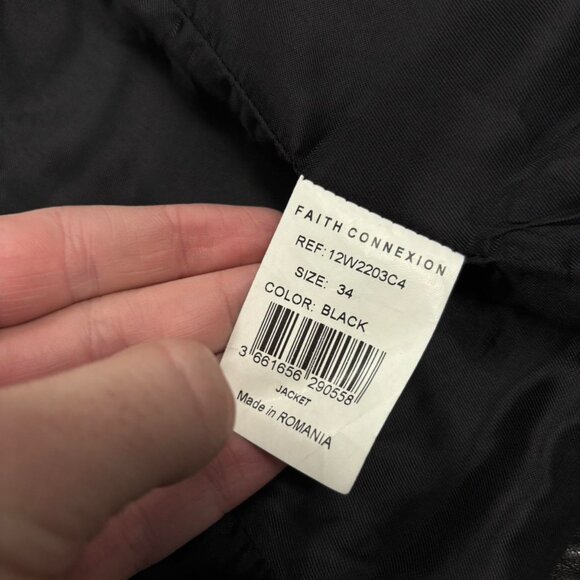 FAITH CONNEXION
REF:12W2203C4
SIZE: 34
COLOR: BLACK
3 661656 290558
JACKET
Made in ROMANIA